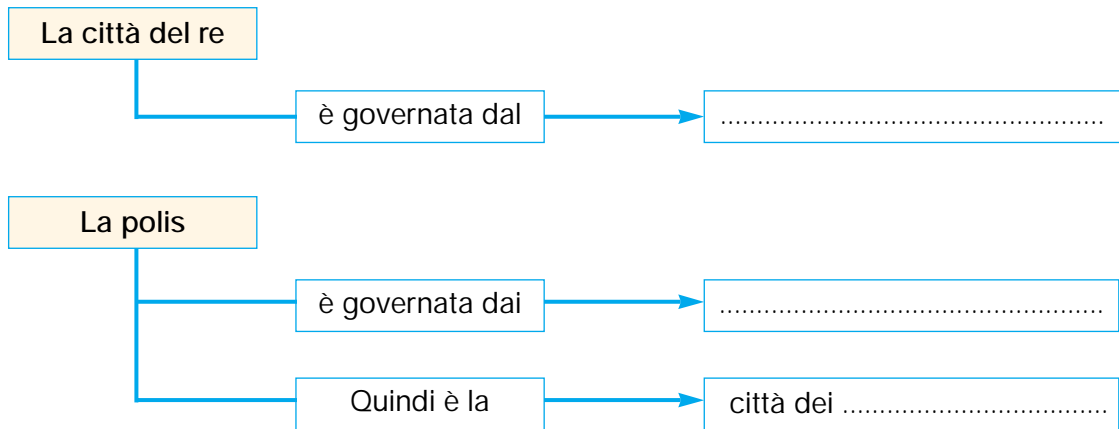 La città del re
è governata dal
....................................................
La polis
è governata dai
....................................................
Quindi è la
città dei ....................................